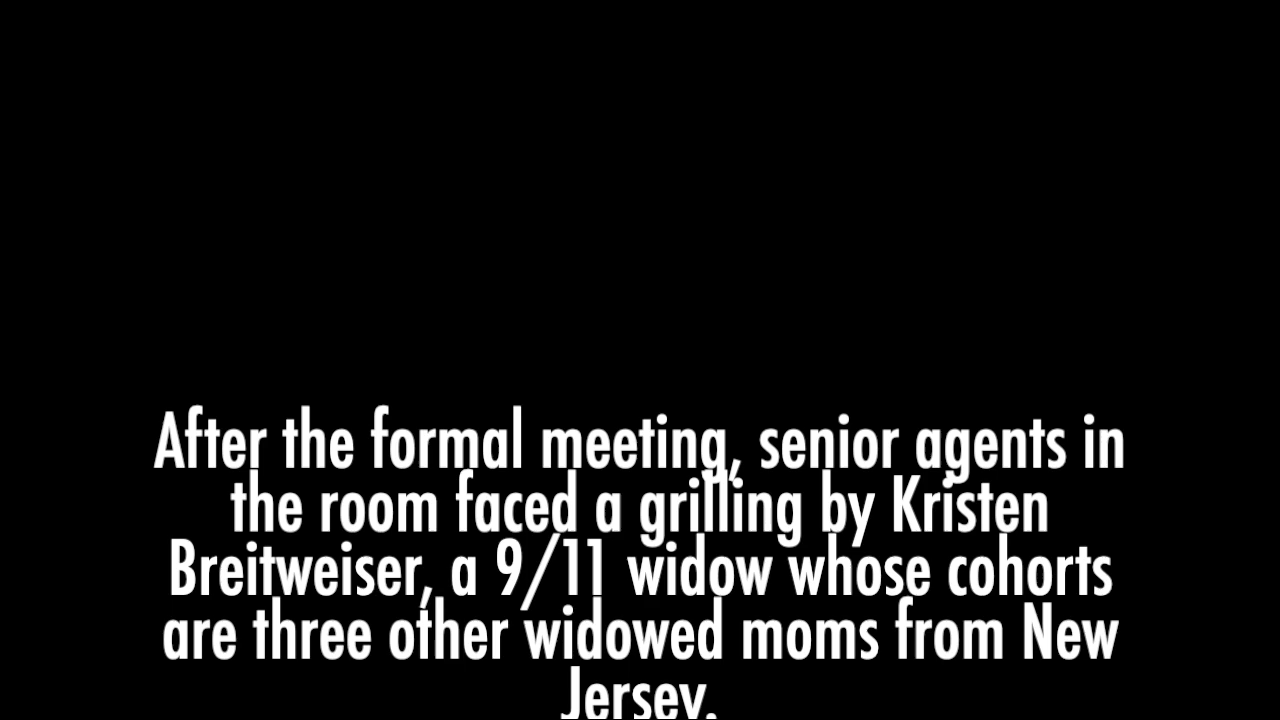 After the formal meeting, senior agents in
the room faced a grilling by Kristen
Breitweiser, a 9/11 widow whose cohorts
are three other widowed moms from New
Jersey.